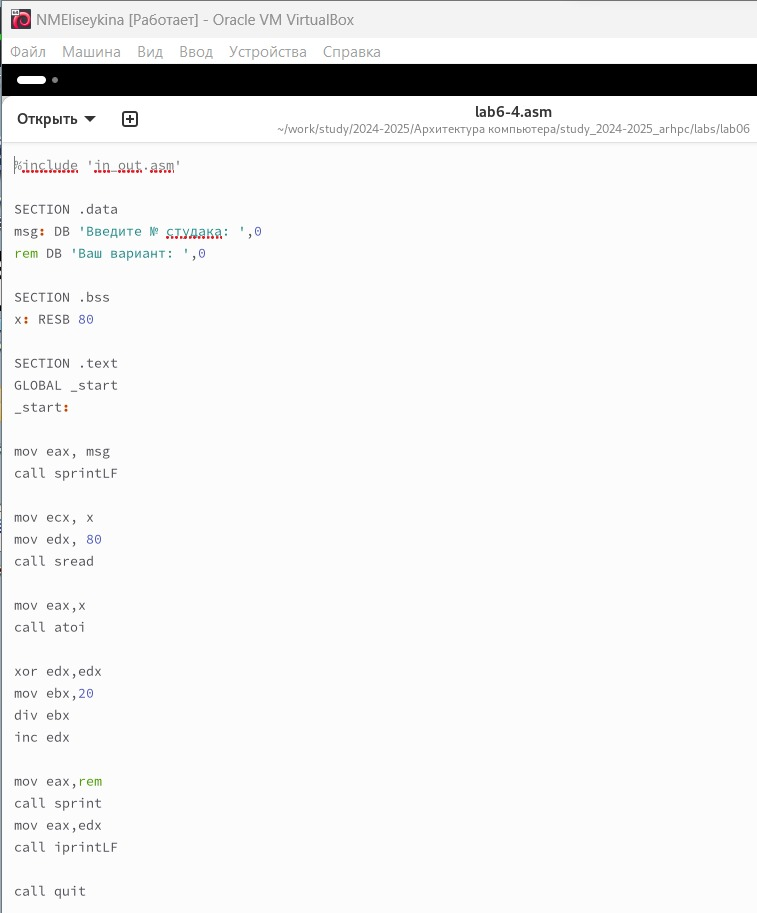 NMEliseykina [Работает] - Oracle VM VirtualBox
Файл Машина Вид Ввод Устройства Справка
Открыть
lab6-4.asm
~/work/study/2024-2025/Архитектура компьютера/study_2024-2025_arhpc/labs/lab06
%include 'in_out.asm'
SECTION .data
msg: DB 'Введите № студака: ',0
rem DB 'Ваш вариант: ',0
SECTION .bss
x: RESB 80
SECTION .text
GLOBAL _start
_start:
mov eax, msg
call sprintLF
mov ecx, x
mov edx, 80
call sread
mov eax,x
call atoi
xor edx,edx
mov ebx,20
div ebx
inc edx
mov eax,rem
call sprint
mov eax,edx
call iprintLF
call quit